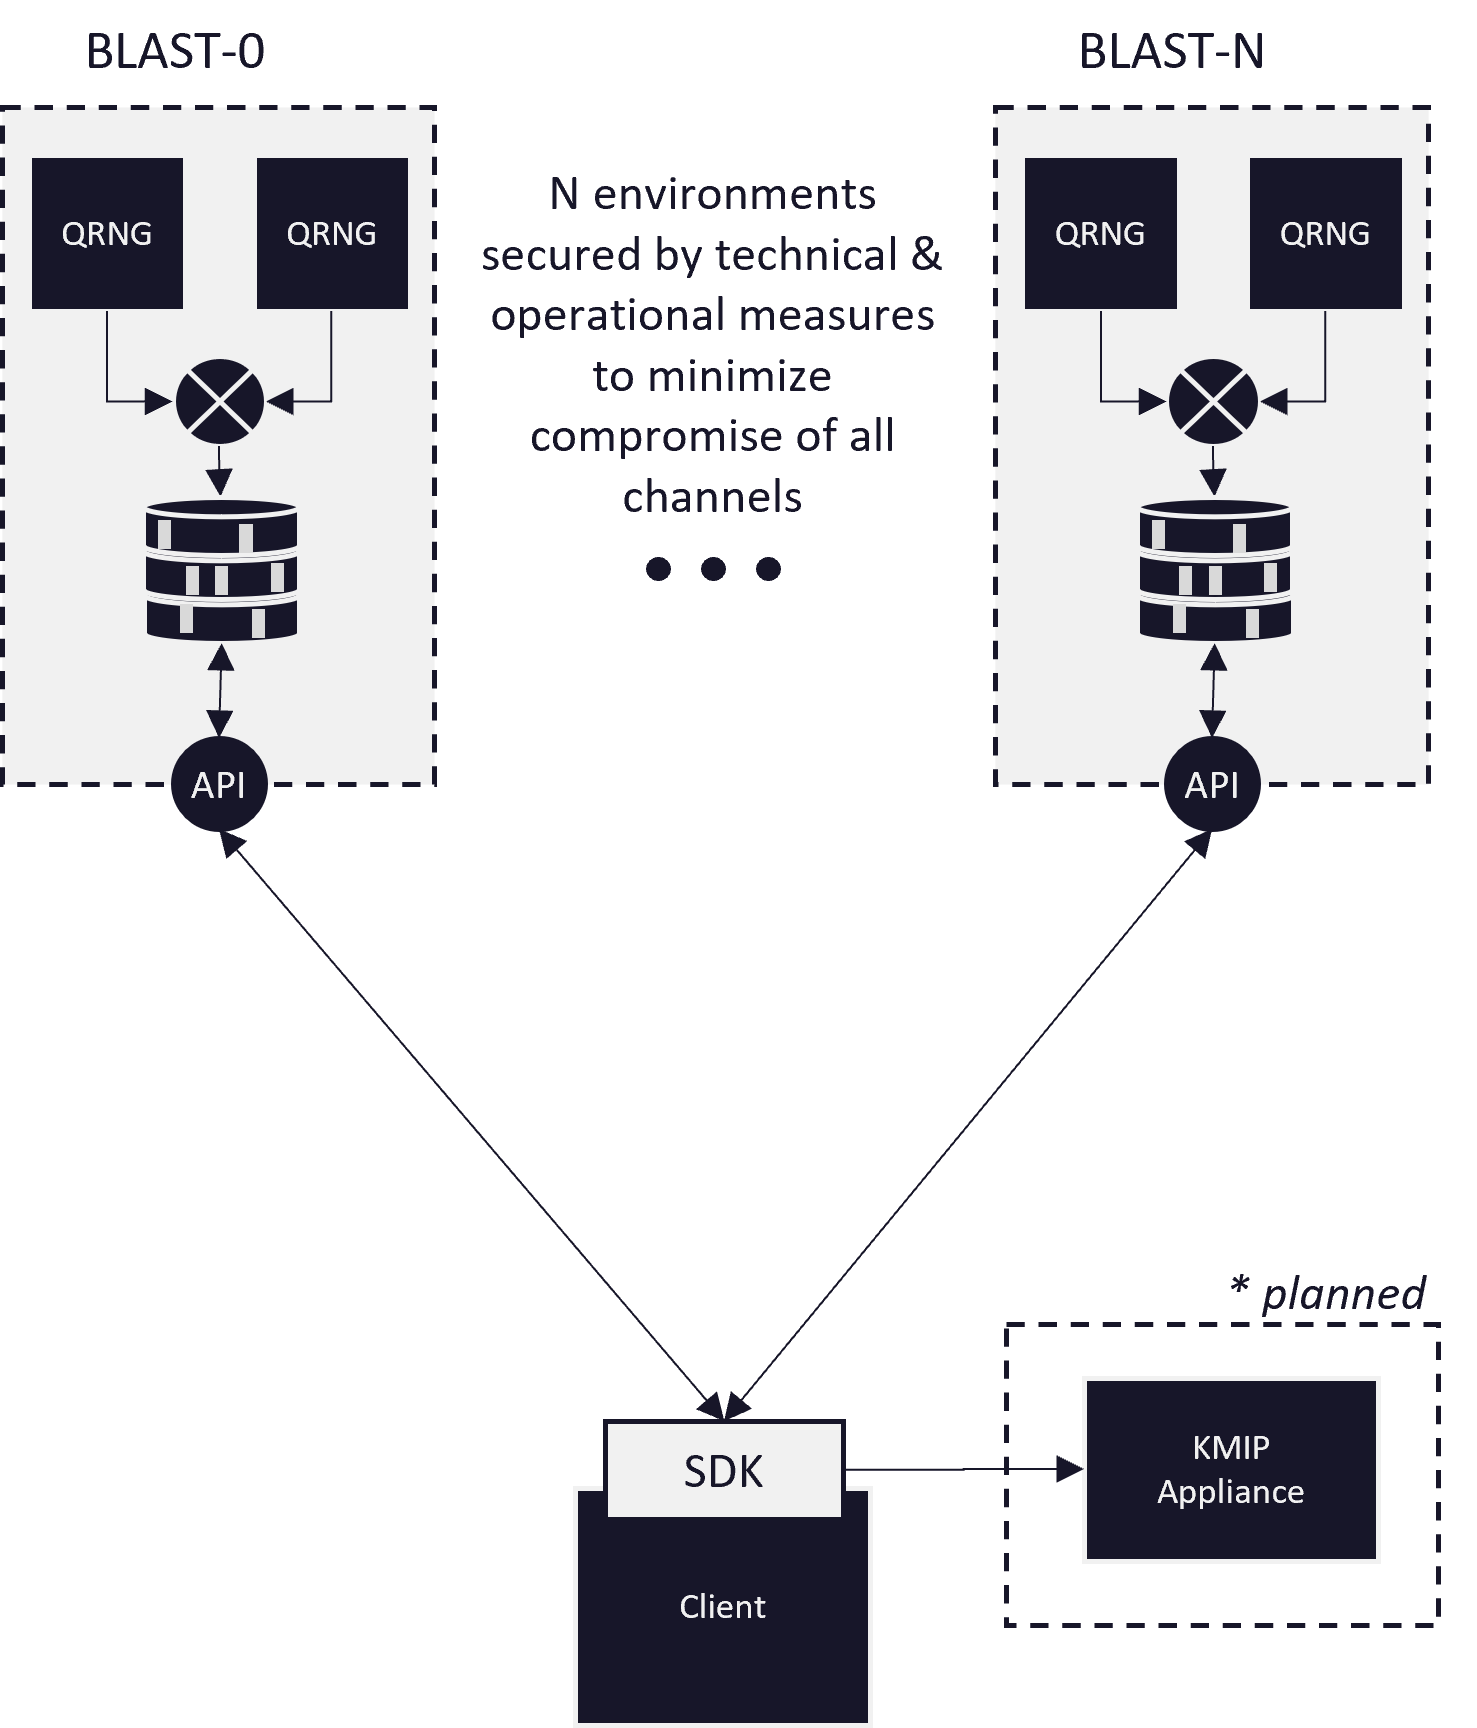 BLAST-0
BLAST-N
QRNG
QRNG
N environments
secured by technical &
operational measures
to minimize
compromise of all
channels
QRNG
QRNG
API
API
* planned
SDK
KMIP
Appliance
Client